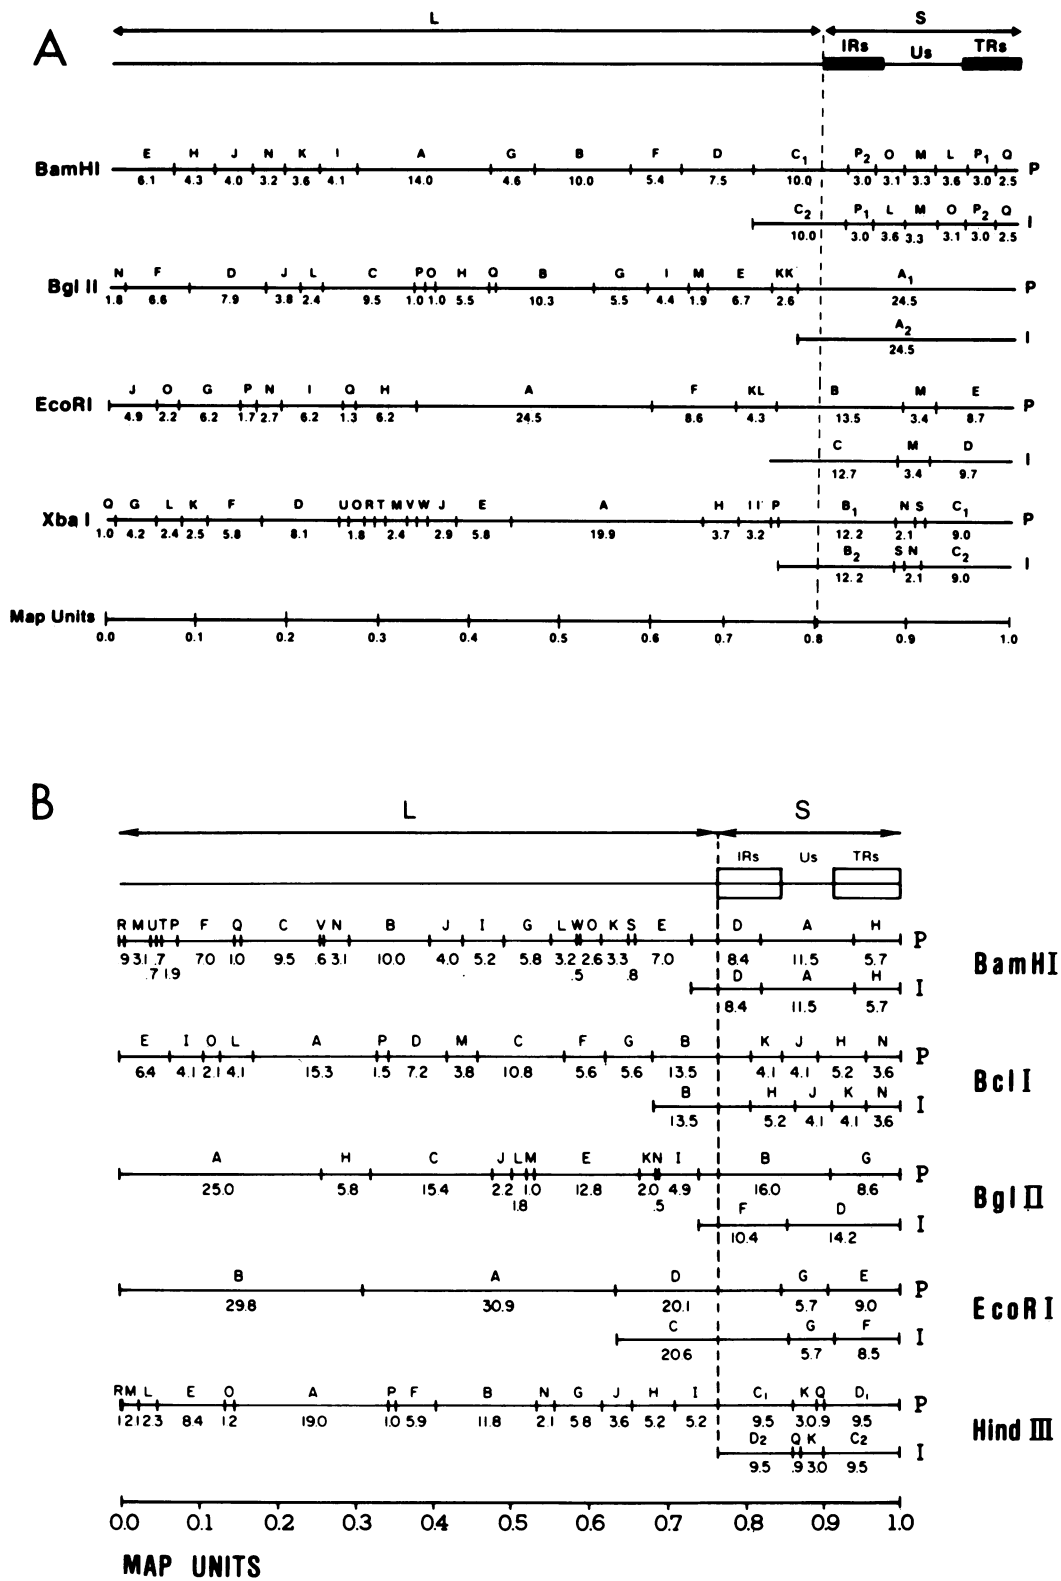 A
L S
IRs Us TRs
E H J N K I A G B F D C1 P2 O M L P1 Q
BamHI P
6.1 4.3 4.0 3.2 3.6 4.1 14.0 4.6 10.0 5.4 7.5 10.0 3.0 3.1 3.3 3.6 3.0 2.5
C2 P1 L M O P2 Q
I
10.0 3.0 3.6 3.3 3.1 3.0 2.5
N F D J L C P O H Q B G I M E KK A1
Bgl II P
1.8 6.6 7.9 3.8 2.4 9.5 1.0 1.0 5.5 10.3 5.5 4.4 1.9 6.7 2.6 24.5
A2
I
24.5
J O G P N I Q H A F KL B M E
EcoRI P
4.9 2.2 6.2 1.7 2.7 6.2 1.3 6.2 24.5 8.6 4.3 13.5 3.4 8.7
C M D
I
12.7 3.4 9.7
Q G L K F D U O R T M V W J E A H I I' P B1 N S C1
Xba I P
1.0 4.2 2.4 2.5 5.8 8.1 1.8 2.4 2.9 5.8 19.9 3.7 3.2 12.2 2.1 9.0
B2 S N C2
I
12.2 2.1 9.0
Map Units
0.0 0.1 0.2 0.3 0.4 0.5 0.6 0.7 0.8 0.9 1.0
B
L S
IRs Us TRs
R M U T P F Q C V N B J I G L W O K S E D A H
P
.9 3.1 .7 7.0 1.0 9.5 .6 3.1 10.0 4.0 5.2 5.8 3.2 2.6 3.3 7.0 8.4 11.5 5.7
.7 1.9 .5 .8
BamHI
D A H
I
8.4 11.5 5.7
E I O L A P D M C F G B K J H N
P
6.4 4.1 2.1 4.1 15.3 1.5 7.2 3.8 10.8 5.6 5.6 13.5 4.1 4.1 5.2 3.6
Bcl I
B H J K N
I
13.5 5.2 4.1 4.1 3.6
A H C J L M E K N I B G
P
25.0 5.8 15.4 2.2 1.0 12.8 2.0 4.9 16.0 8.6
1.8 .5
Bgl II
F D
I
10.4 14.2
B A D G E
P
29.8 30.9 20.1 5.7 9.0
EcoR I
C G F
I
20.6 5.7 8.5
R M L E O A P F B N G J H I C1 K Q D1
P
1.2 1.2 2.3 8.4 1.2 19.0 1.0 5.9 11.8 2.1 5.8 3.6 5.2 5.2 9.5 3.0 .9 9.5
Hind III
D2 Q K C2
I
9.5 .9 3.0 9.5
0.0 0.1 0.2 0.3 0.4 0.5 0.6 0.7 0.8 0.9 1.0
MAP UNITS